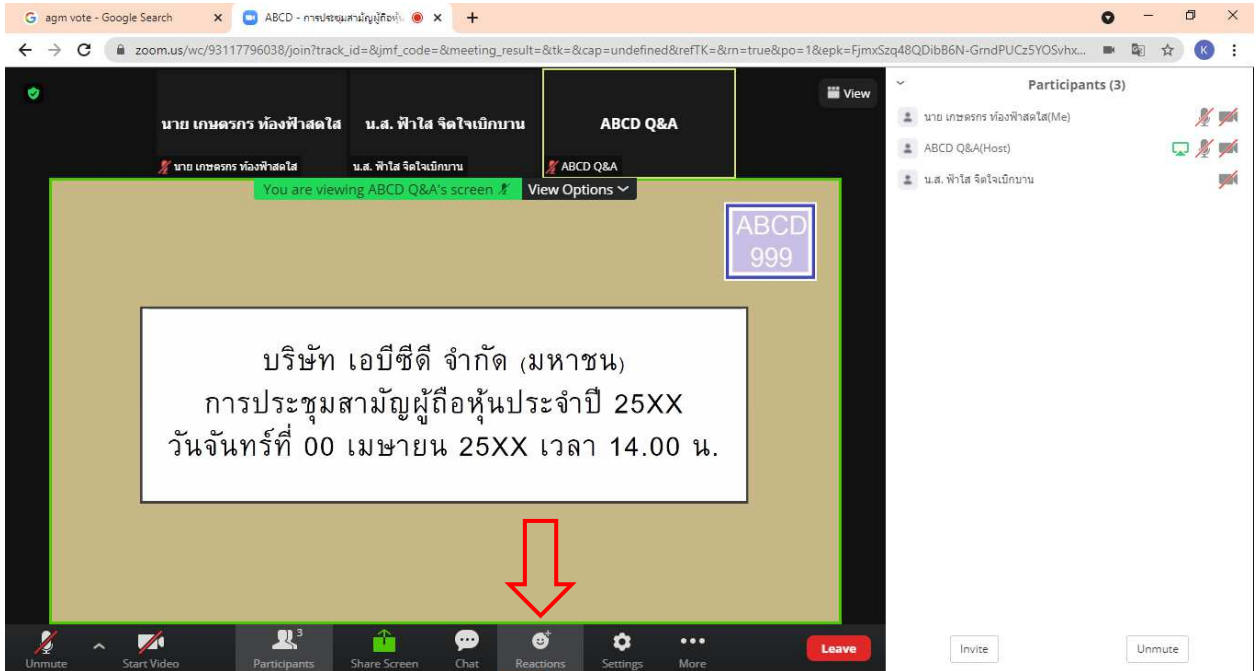 agm vote - Google Search
ABCD - การประชุมสามัญผู้ถือหุ้
zoom.us/wc/93117796038/join?track_id=&jmf_code=&meeting_result=&tk=&cap=undefined&refTK=&rn=true&po=1&epk=FjmxSzq48QDibB6N-GrndPUCz5YOSvhx...
K
นาย เกษตรกร ท้องฟ้าสดใส
น.ส. ฟ้าใส จิตใจเบิกบาน
ABCD Q&A
View
นาย เกษตรกร ท้องฟ้าสดใส
น.ส. ฟ้าใส จิตใจเบิกบาน
ABCD Q&A
You are viewing ABCD Q&A's screen
View Options
ABCD
999
บริษัท เอบีซีดี จำกัด (มหาชน)
การประชุมสามัญผู้ถือหุ้นประจำปี 25XX
วันจันทร์ที่ 00 เมษายน 25XX เวลา 14.00 น.
Participants (3)
นาย เกษตรกร ท้องฟ้าสดใส(Me)
ABCD Q&A(Host)
น.ส. ฟ้าใส จิตใจเบิกบาน
Unmute
Start Video
3
Participants
Share Screen
Chat
Reactions
Settings
More
Leave
Invite
Unmute